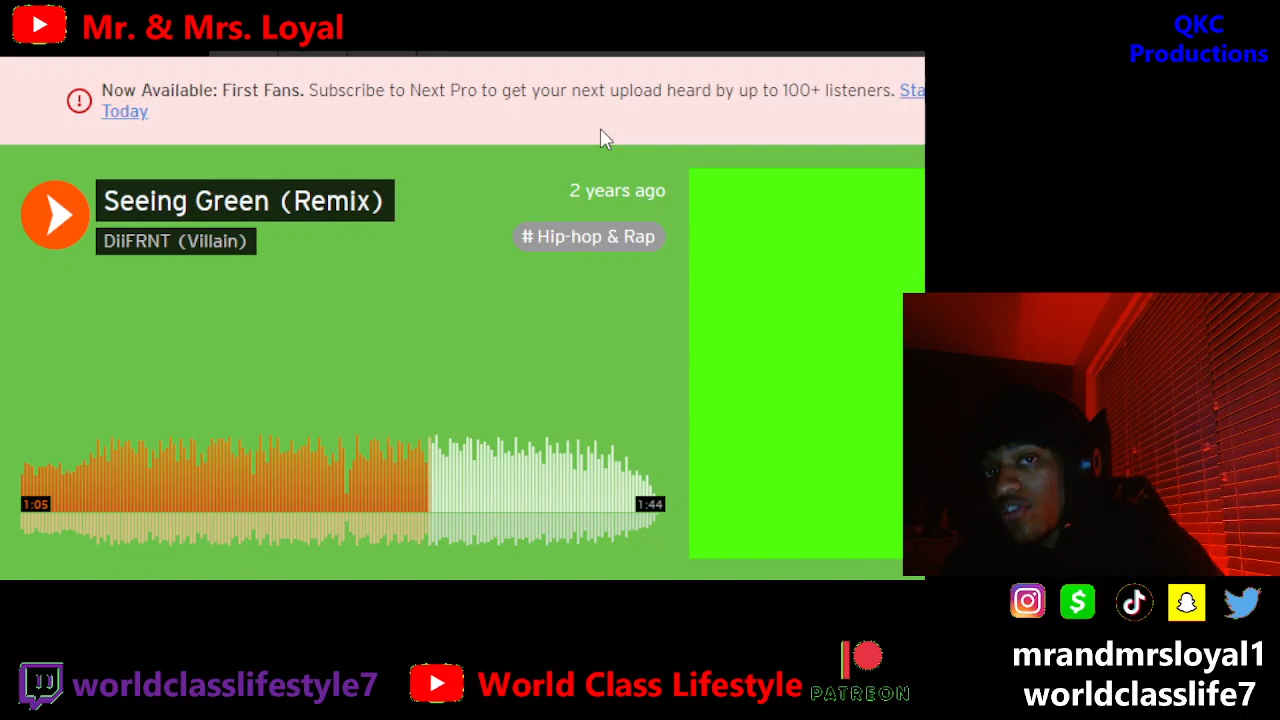 Mr. & Mrs. Loyal
QKC
Productions
Now Available: First Fans. Subscribe to Next Pro to get your next upload heard by up to 100+ listeners. Sta
Today
Seeing Green (Remix)
DiiFRNT (Villain)
2 years ago
# Hip-hop & Rap
1:05
1:44
mrandmrsloyal1
worldclasslife7
worldclasslifestyle7
World Class Lifestyle
PATREON